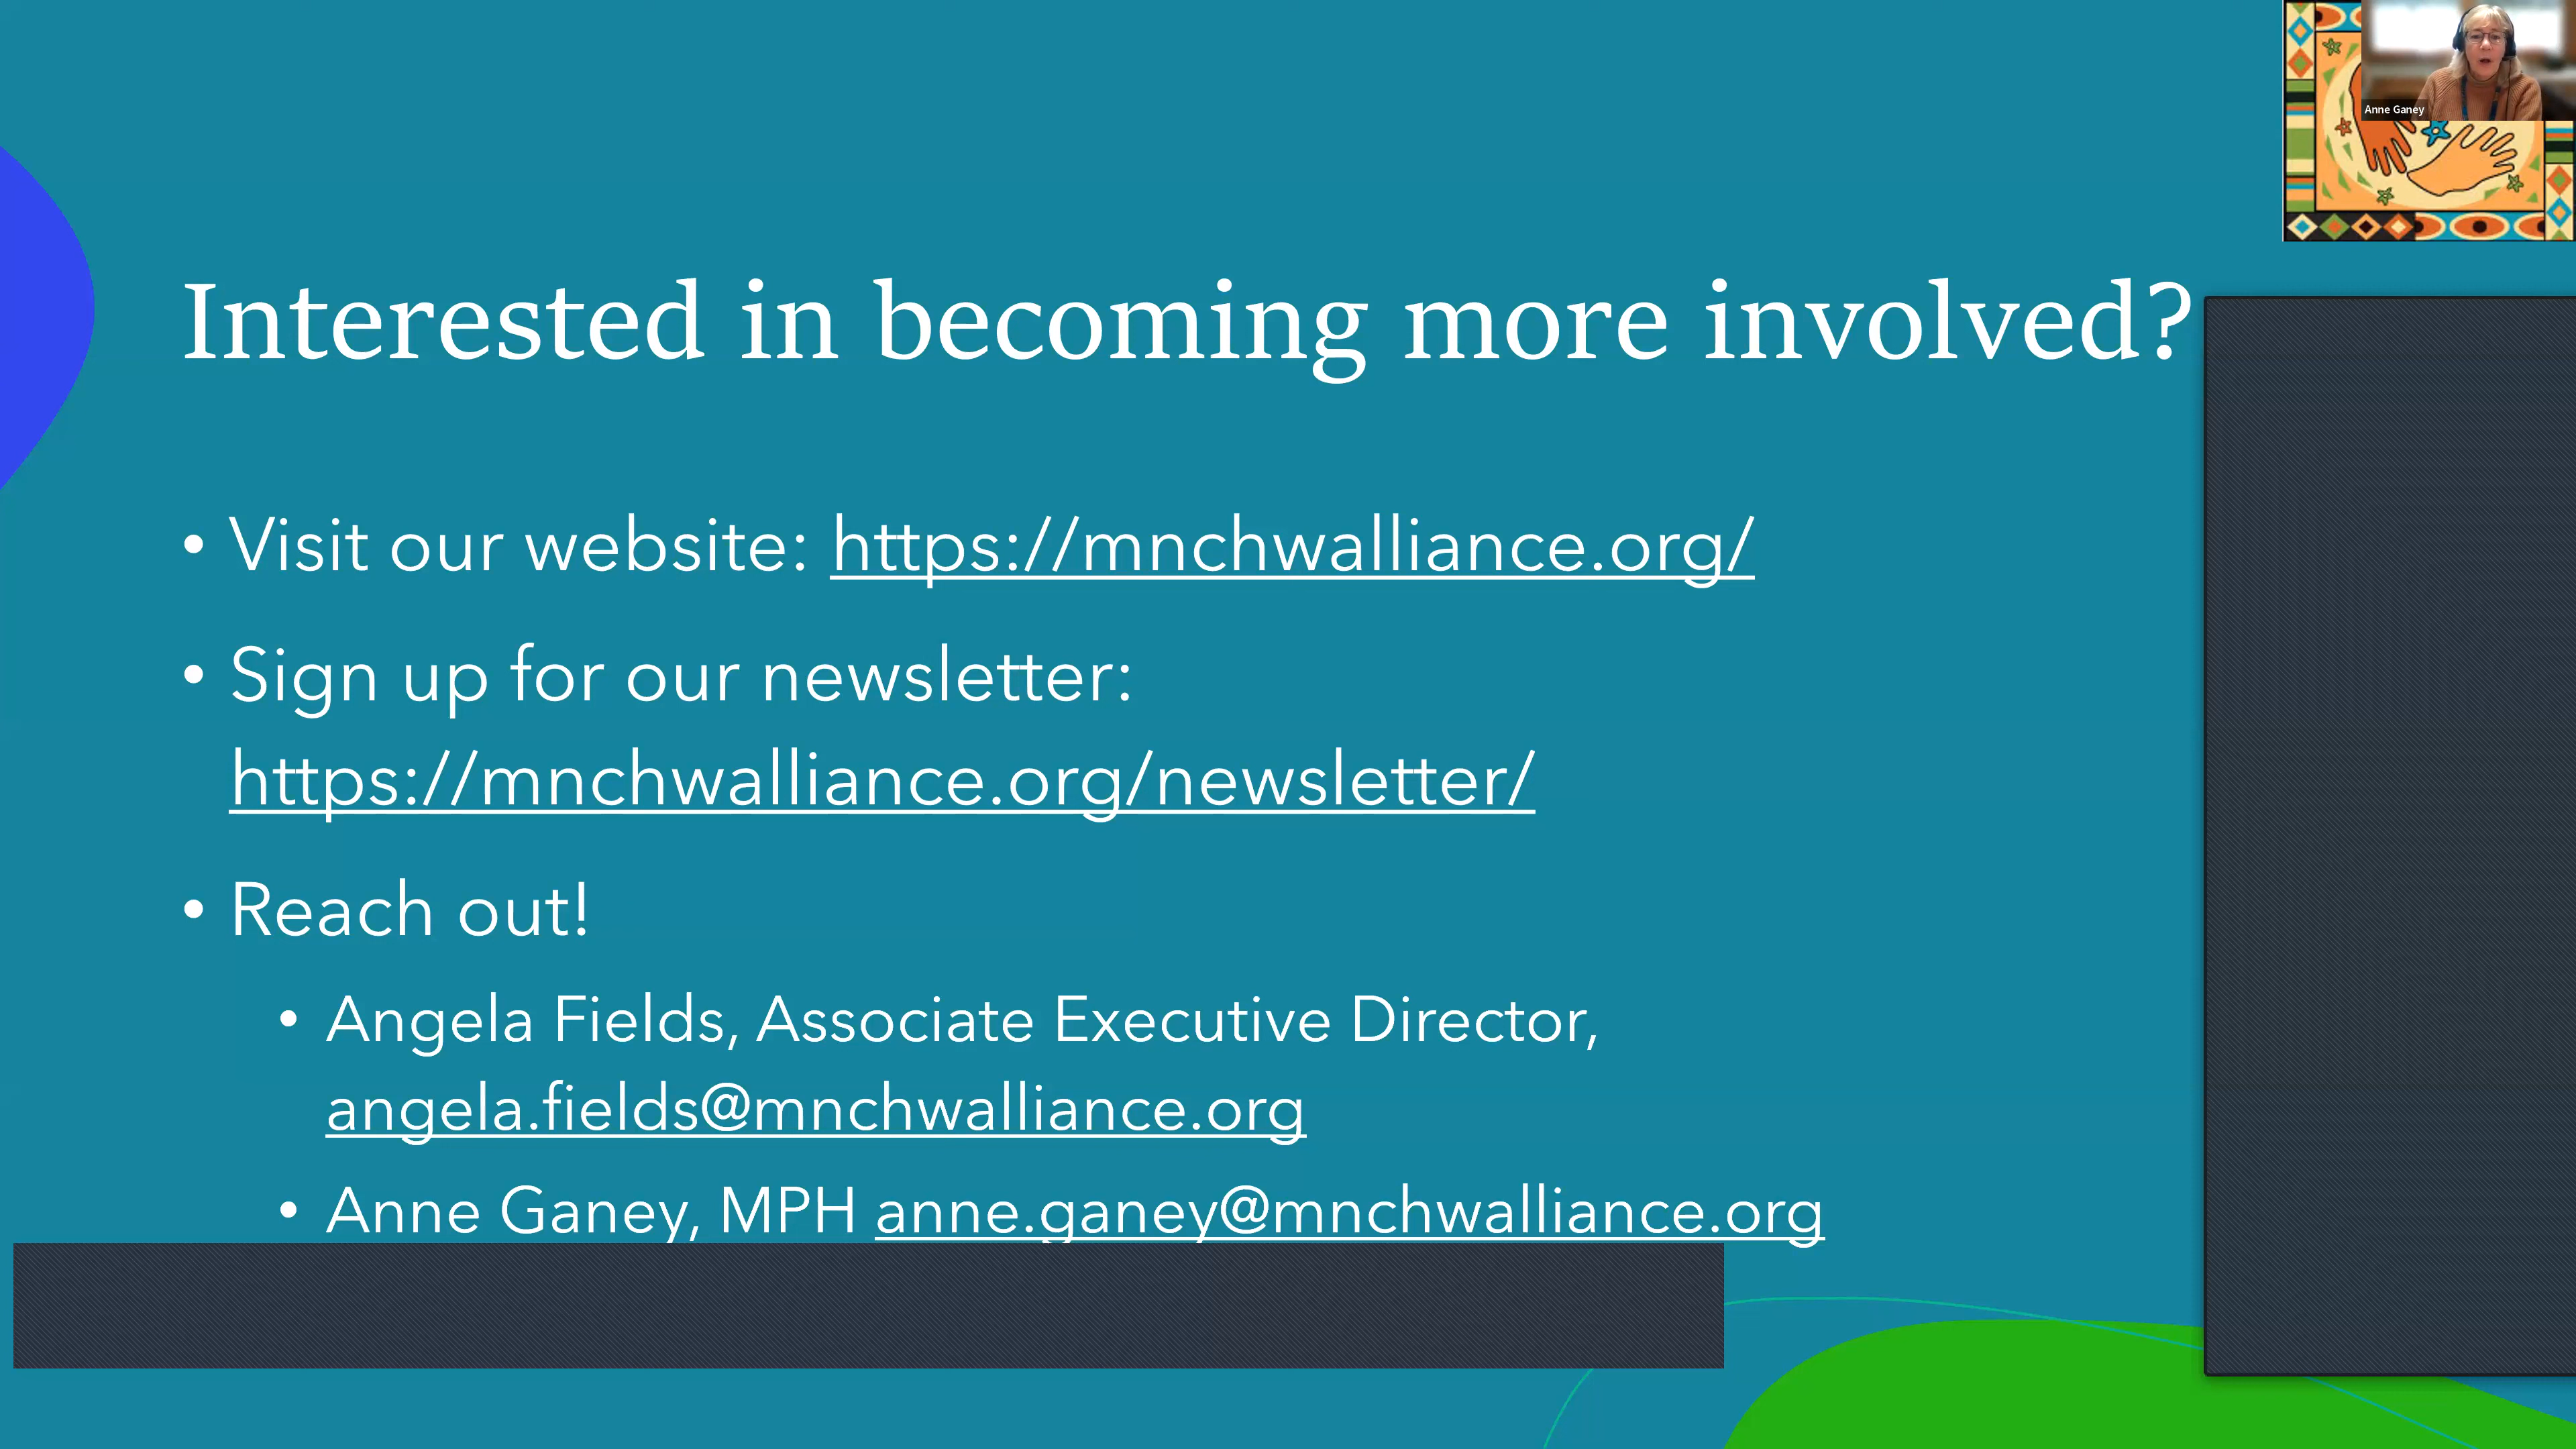 Anne Ganey
Interested in becoming more involved?
• Visit our website: https://mnchwalliance.org/
• Sign up for our newsletter:
https://mnchwalliance.org/newsletter/
• Reach out!
• Angela Fields, Associate Executive Director,
angela.fields@mnchwalliance.org
• Anne Ganey, MPH anne.ganey@mnchwalliance.org